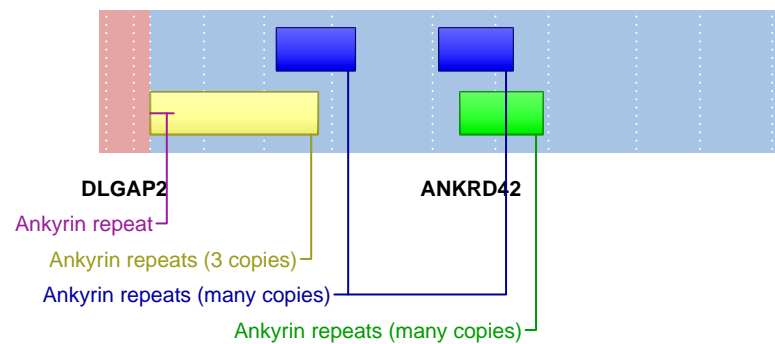 DLGAP2 ANKRD42
Ankyrin repeat
Ankyrin repeats (3 copies)
Ankyrin repeats (many copies)
Ankyrin repeats (many copies)